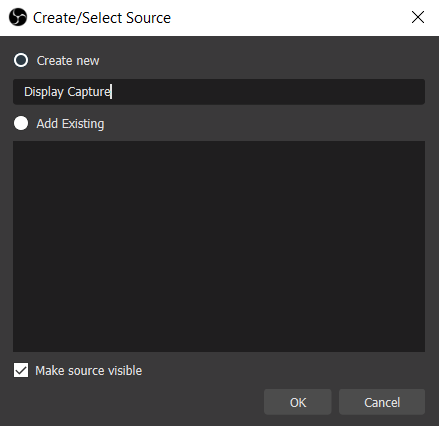 Create/Select Source
Create new
Display Capture
Add Existing
Make source visible
OK
Cancel